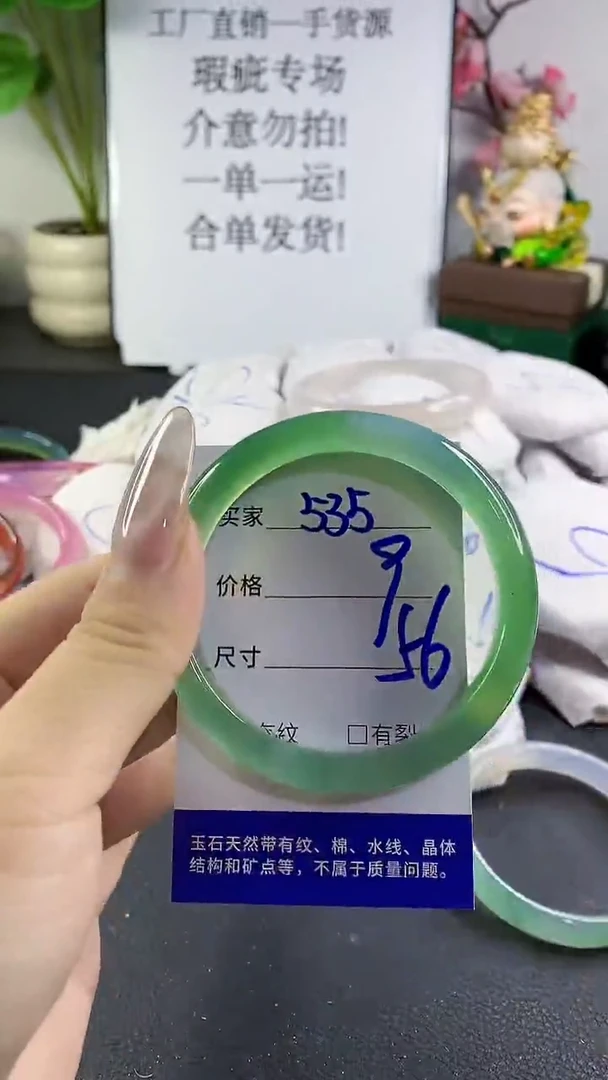 工厂直销一手货源
瑕疵专场
介意勿拍!
一单一运!
合单发货!
买家 535
价格 9
尺寸 56
纹 □有裂
玉石天然带有纹、棉、水线、晶体
结构和矿点等，不属于质量问题。